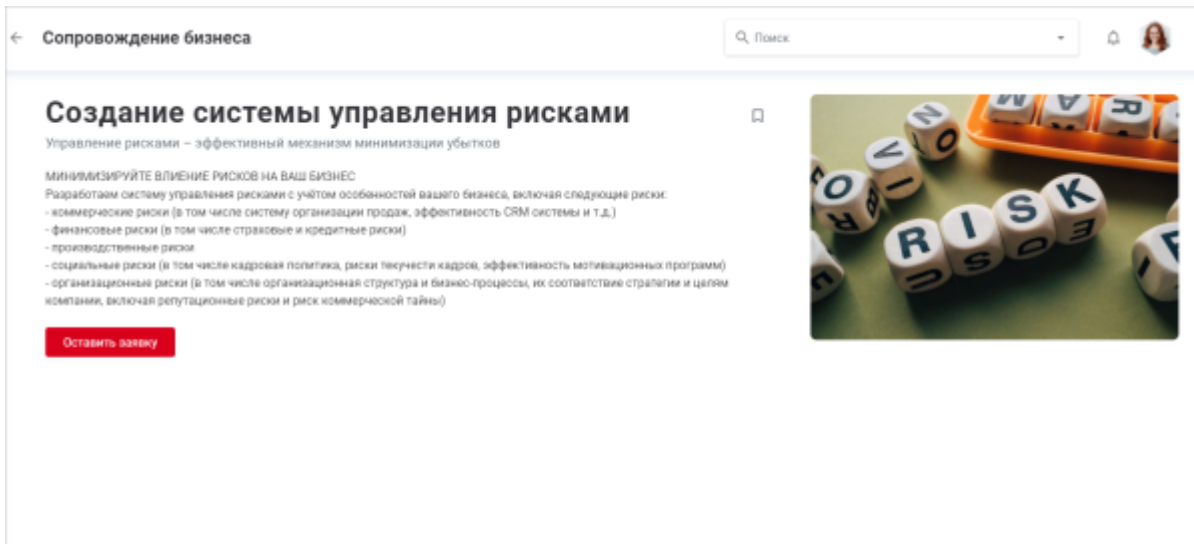 Сопровождение бизнеса
Поиск
Создание системы управления рисками
Управление рисками – эффективный механизм минимизации убытков
МИНИМИЗИРУЙТЕ ВЛИЕНИЕ РИСКОВ НА ВАШ БИЗНЕС
Разработаем систему управления рисками с учётом особенностей вашего бизнеса, включая следующие риски:
- коммерческие риски (в том числе систему организации продаж, эффективность CRM системы и т.д.)
- финансовые риски (в том числе страховые и кредитные риски)
- производственные риски
- социальные риски (в том числе кадровая политика, риски текучести кадров, эффективность мотивационных программ)
- организационные риски (в том числе организационная структура и бизнес-процессы, их соответствие стратегии и целям
компании, включая репутационные риски и риск коммерческой тайны)
Оставить заявку
RISK